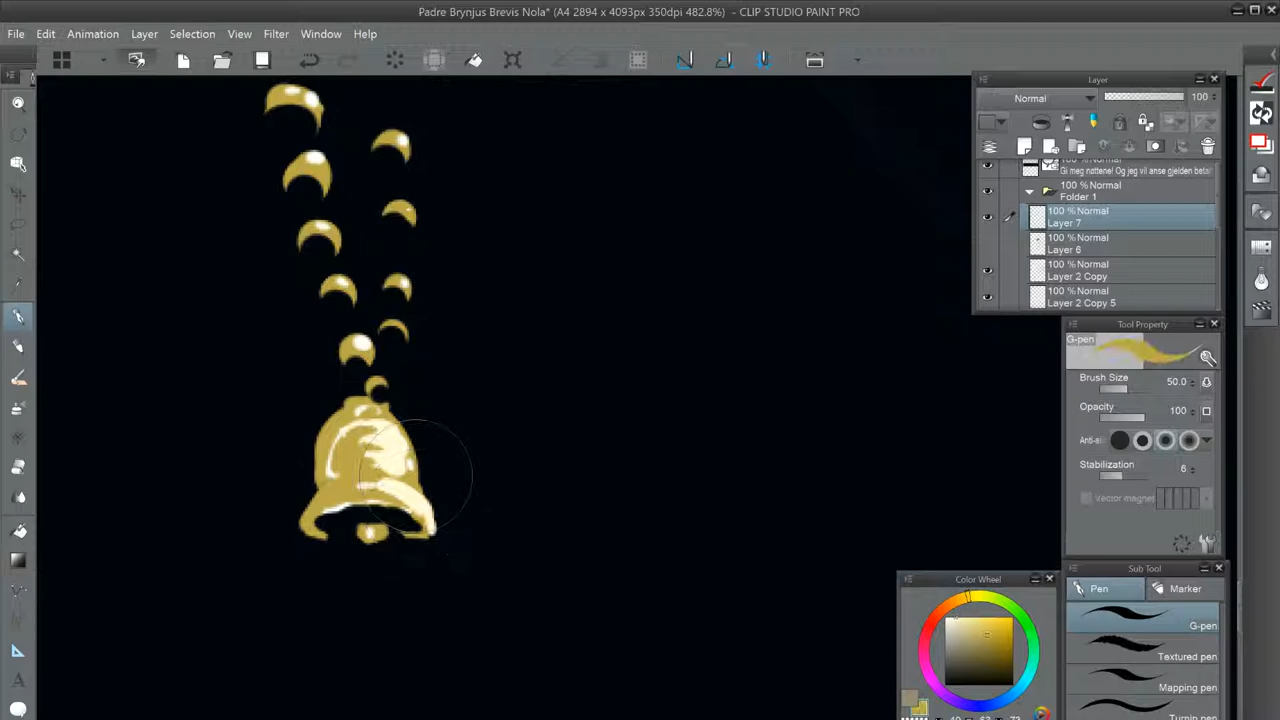 Padre Brynjus Brevis Nola* (A4 2894 x 4093px 350dpi 482.8%) - CLIP STUDIO PAINT PRO
File Edit Animation Layer Selection View Filter Window Help
Layer
Normal 100
Gi meg nøttene! Og jeg vil anse gjelden beta
100 %Normal
Folder 1
100 %Normal
Layer 7
100 %Normal
Layer 6
100 %Normal
Layer 2 Copy
100 %Normal
Layer 2 Copy 5
Tool Property
G-pen
Brush Size 50.0
Opacity 100
Anti-ali
Stabilization 6
Vector magnet
Color Wheel
Sub Tool
Pen Marker
G-pen
Textured pen
Mapping pen